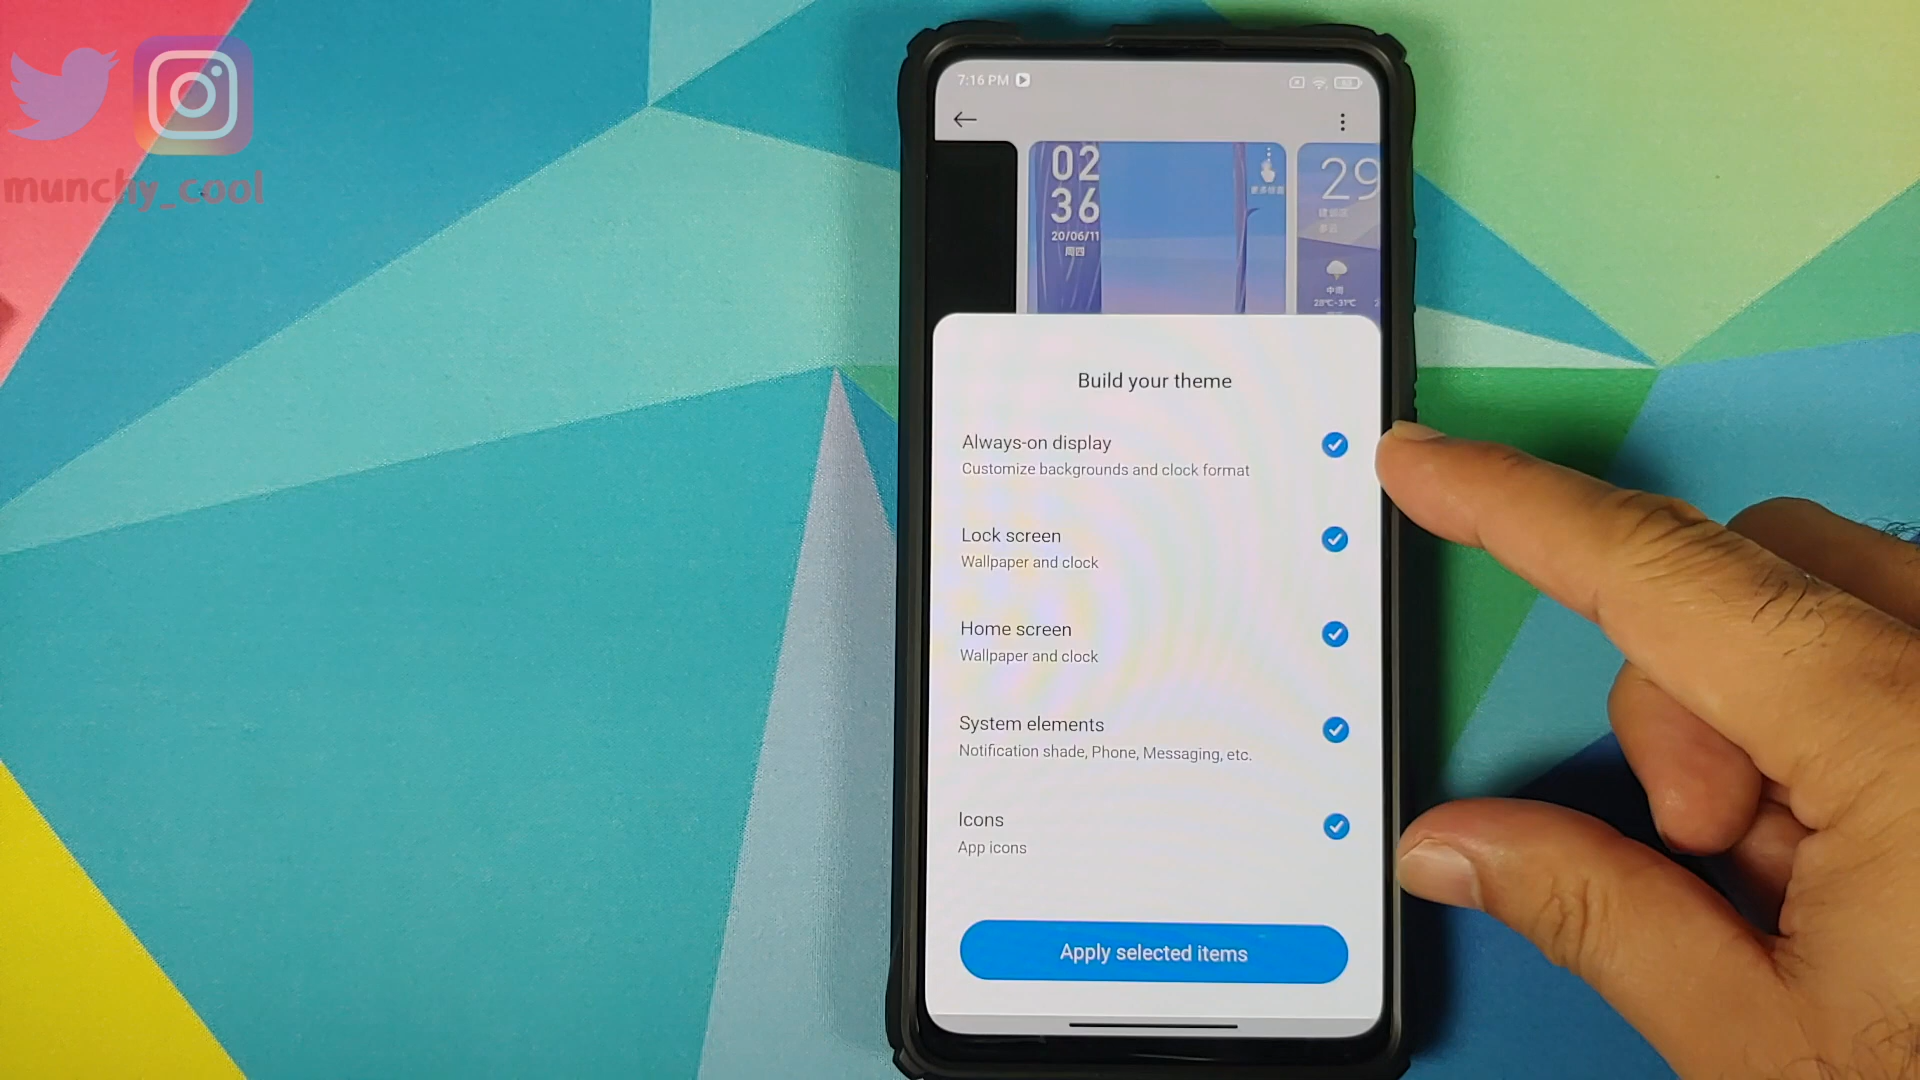 munchy_cool
7:16 PM
02
36
20/06/11
周四
29
28℃-31℃
Build your theme
Always-on display
Customize backgrounds and clock format
Lock screen
Wallpaper and clock
Home screen
Wallpaper and clock
System elements
Notification shade, Phone, Messaging, etc.
Icons
App icons
Apply selected items